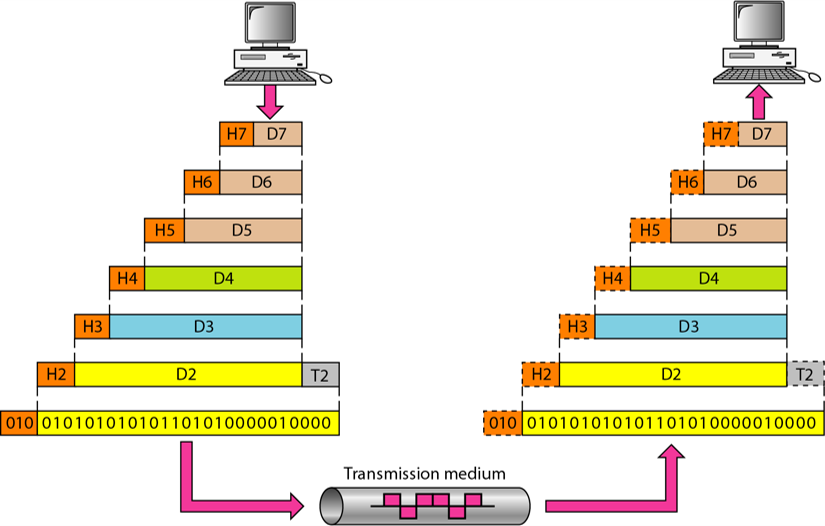 H7 D7 H7 D7
H6 D6 H6 D6
H5 D5 H5 D5
H4 D4 H4 D4
H3 D3 H3 D3
H2 D2 T2 H2 D2 T2
010 010101010101101010000010000 010 010101010101101010000010000
Transmission medium